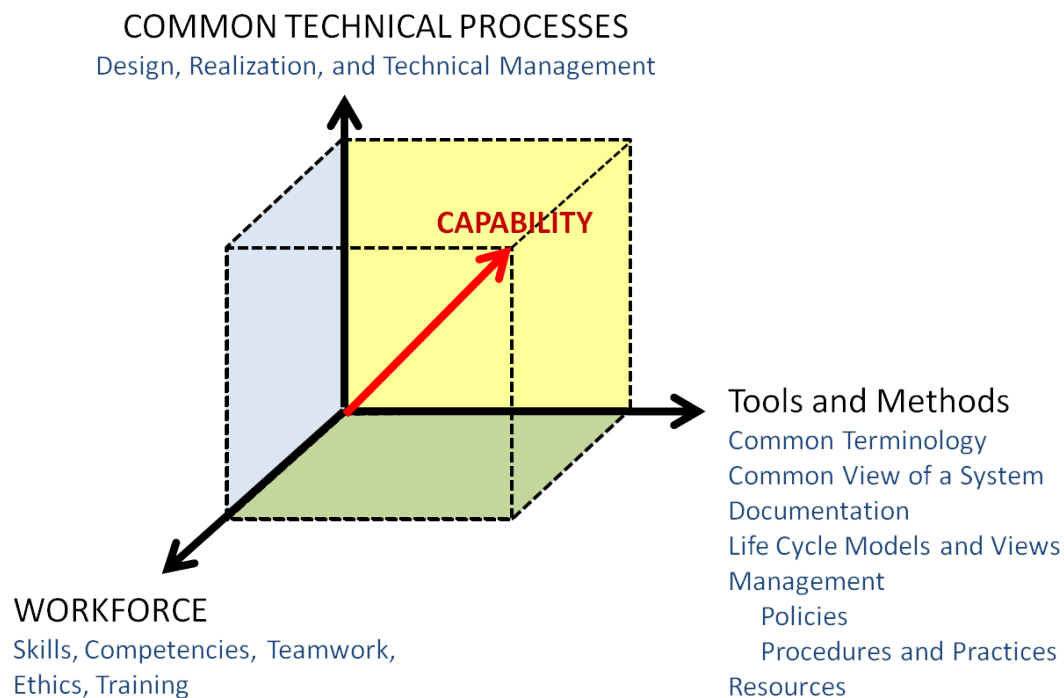 COMMON TECHNICAL PROCESSES
Design, Realization, and Technical Management
CAPABILITY
Tools and Methods
Common Terminology
Common View of a System
Documentation
Life Cycle Models and Views
Management
Policies
Procedures and Practices
Resources
WORKFORCE
Skills, Competencies, Teamwork,
Ethics, Training